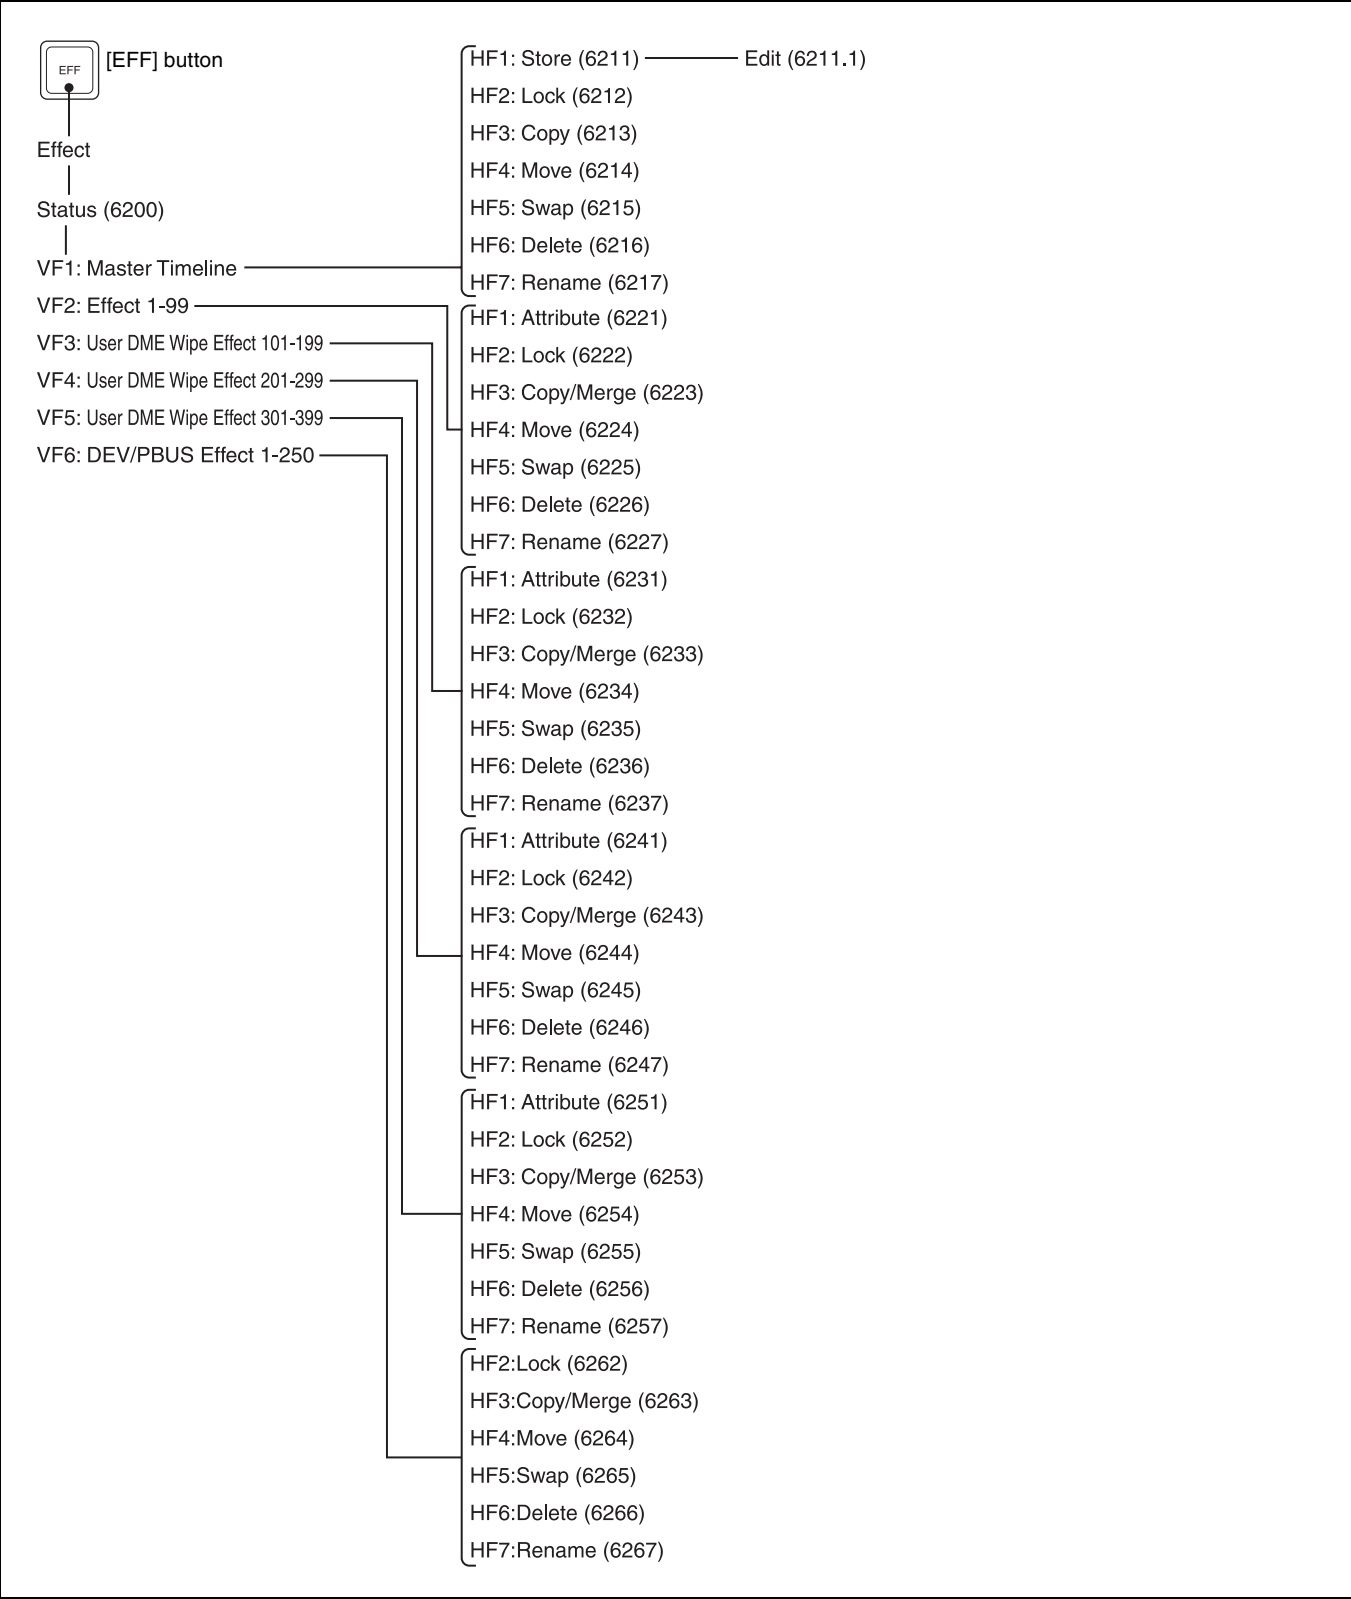 EFF
[EFF] button
Effect
Status (6200)
VF1: Master Timeline
VF2: Effect 1-99
VF3: User DME Wipe Effect 101-199
VF4: User DME Wipe Effect 201-299
VF5: User DME Wipe Effect 301-399
VF6: DEV/PBUS Effect 1-250
HF1: Store (6211)
Edit (6211.1)
HF2: Lock (6212)
HF3: Copy (6213)
HF4: Move (6214)
HF5: Swap (6215)
HF6: Delete (6216)
HF7: Rename (6217)
HF1: Attribute (6221)
HF2: Lock (6222)
HF3: Copy/Merge (6223)
HF4: Move (6224)
HF5: Swap (6225)
HF6: Delete (6226)
HF7: Rename (6227)
HF1: Attribute (6231)
HF2: Lock (6232)
HF3: Copy/Merge (6233)
HF4: Move (6234)
HF5: Swap (6235)
HF6: Delete (6236)
HF7: Rename (6237)
HF1: Attribute (6241)
HF2: Lock (6242)
HF3: Copy/Merge (6243)
HF4: Move (6244)
HF5: Swap (6245)
HF6: Delete (6246)
HF7: Rename (6247)
HF1: Attribute (6251)
HF2: Lock (6252)
HF3: Copy/Merge (6253)
HF4: Move (6254)
HF5: Swap (6255)
HF6: Delete (6256)
HF7: Rename (6257)
HF2:Lock (6262)
HF3:Copy/Merge (6263)
HF4:Move (6264)
HF5:Swap (6265)
HF6:Delete (6266)
HF7:Rename (6267)